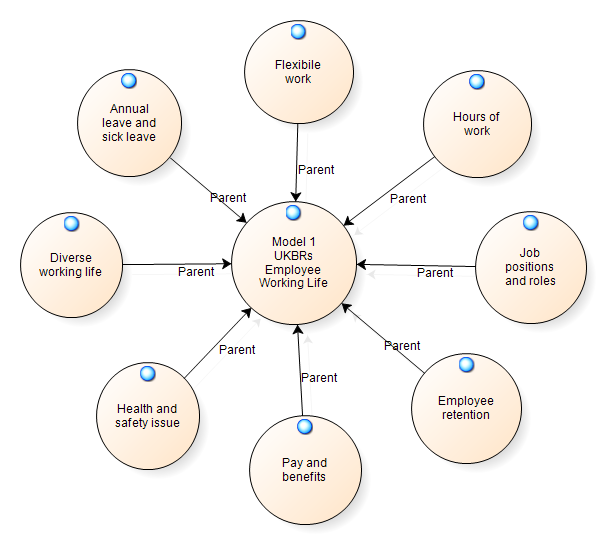 Flexibile
work
Annual
leave and
sick leave
Hours of
work
Parent
Parent
Parent
Model 1
UKBRs
Employee
Working Life
Diverse
working life
Parent
Job
positions
and roles
Parent
Parent
Parent
Parent
Health and
safety issue
Employee
retention
Pay and
benefits